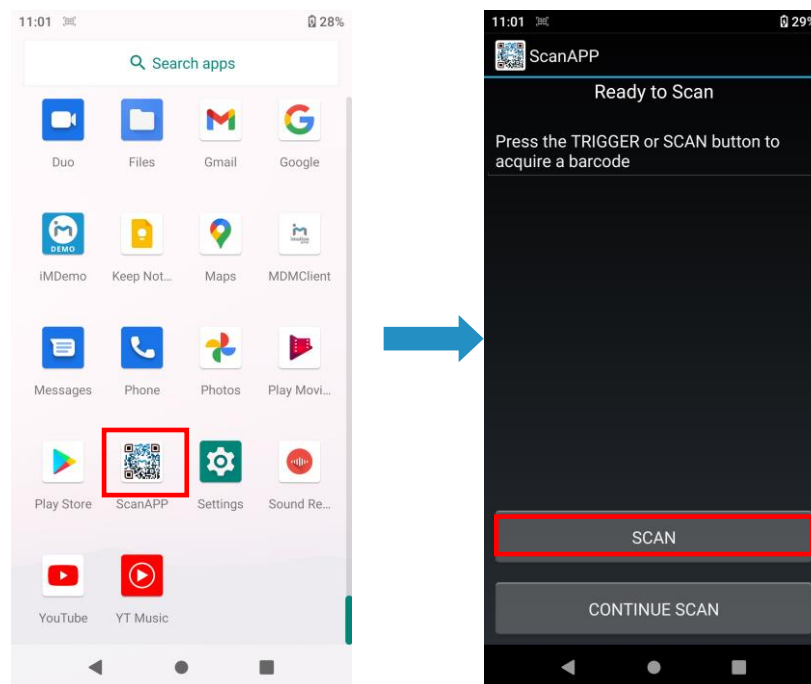 11:01
28%
Search apps
Duo Files Gmail Google
DEMO
iMDemo Keep Not... Maps MDMClient
Messages Phone Photos Play Movi...
Play Store ScanAPP Settings Sound Re...
YouTube YT Music
11:01
29%
ScanAPP
Ready to Scan
Press the TRIGGER or SCAN button to
acquire a barcode
SCAN
CONTINUE SCAN